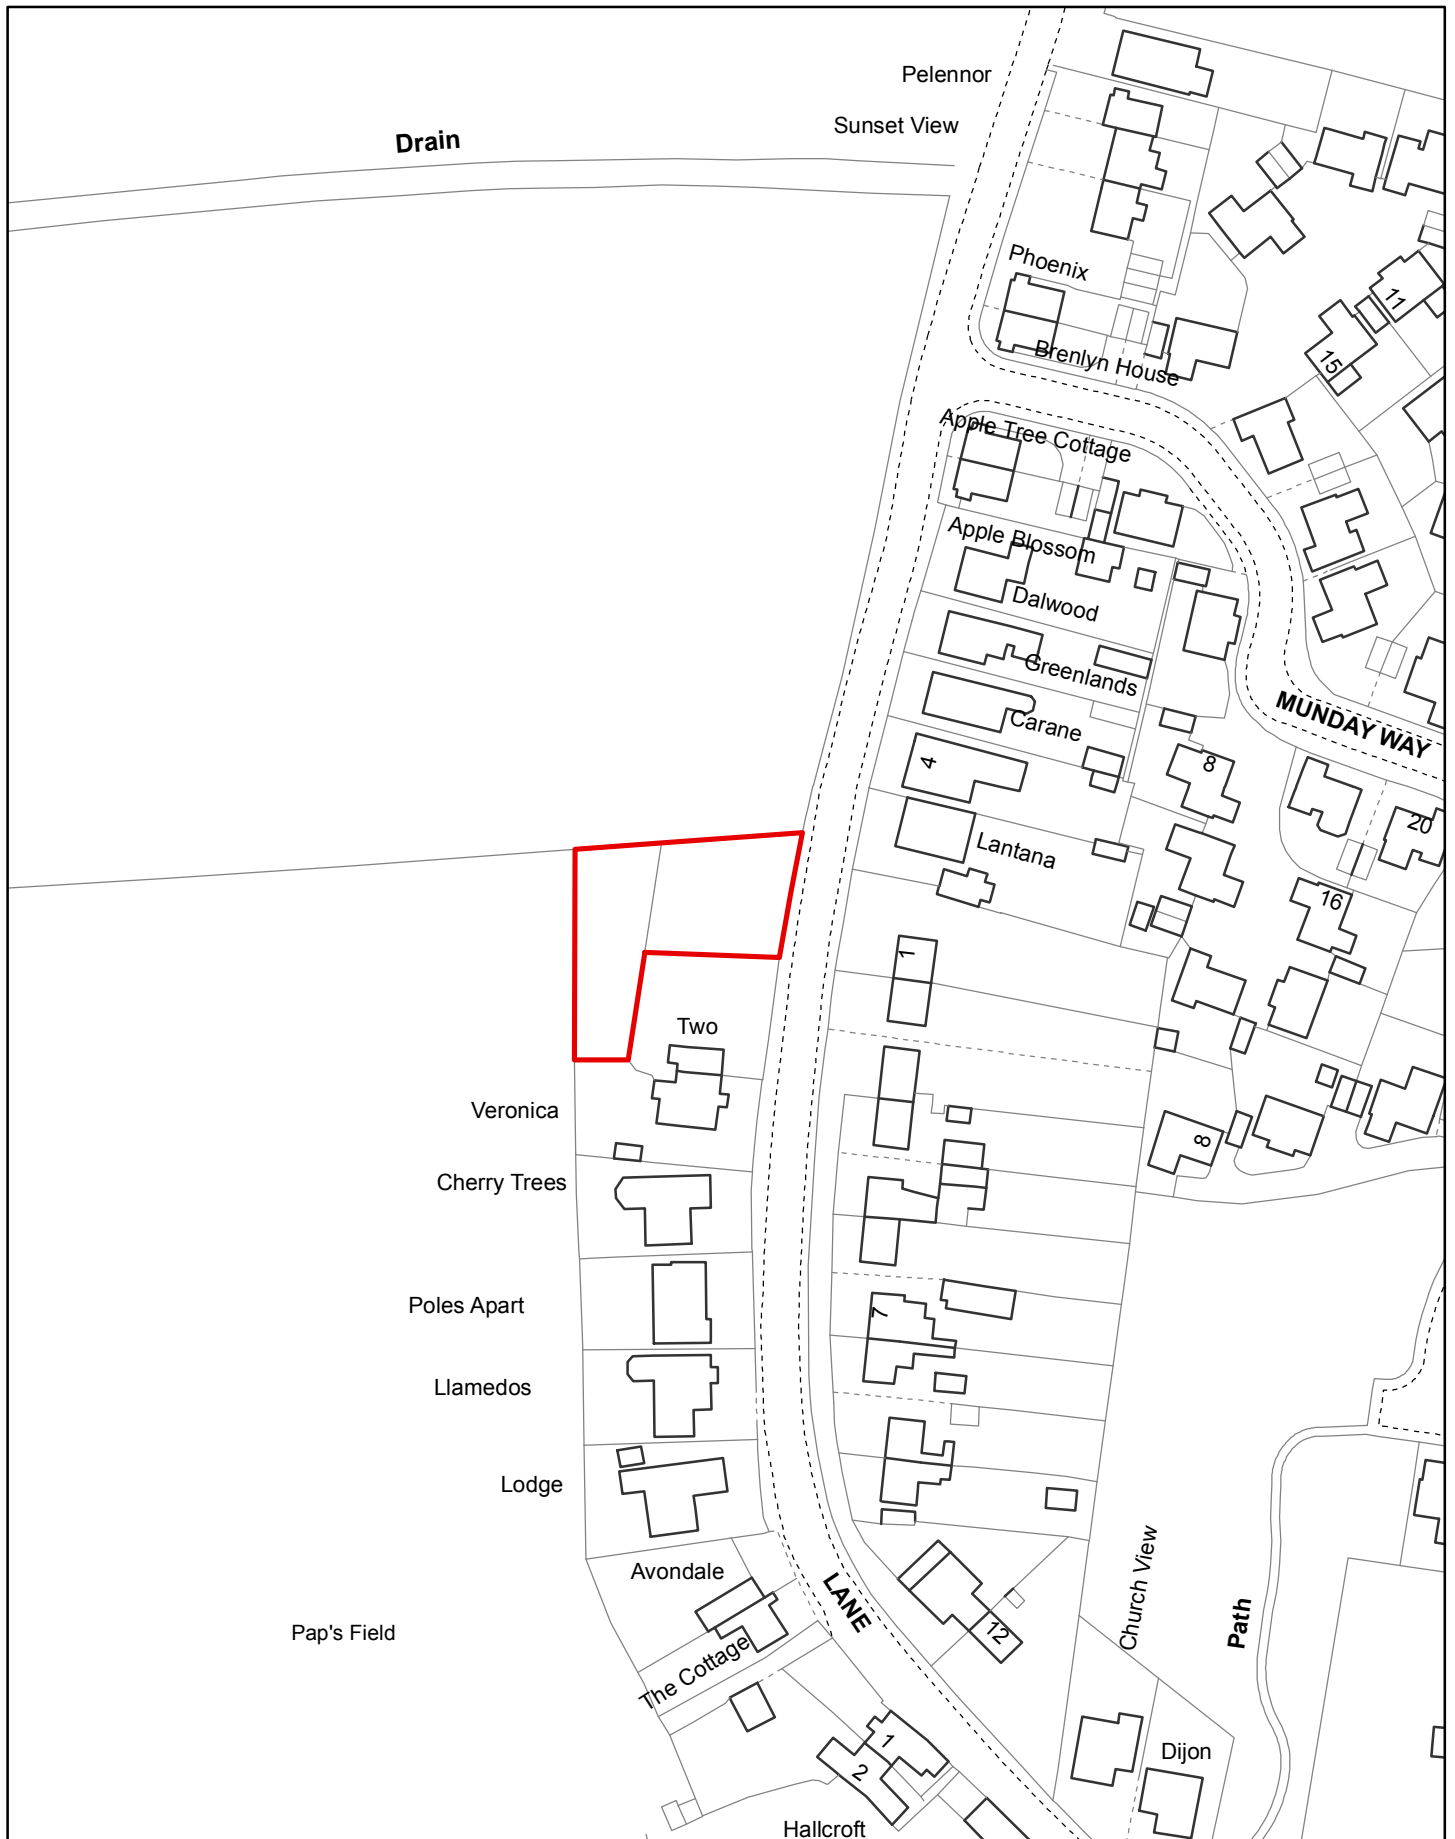 Pelennor
Sunset View
Drain
Phoenix
11
Brenlyn House
15
Apple Tree Cottage
Apple Blossom
Dalwood
Greenlands
MUNDAY WAY
Carane
4
8
20
Lantana
16
1
Two
Veronica
8
Cherry Trees
Poles Apart
7
Llamedos
Lodge
Avondale
LANE
Church View
Path
Pap's Field
12
The Cottage
1
2
Dijon
Hallcroft